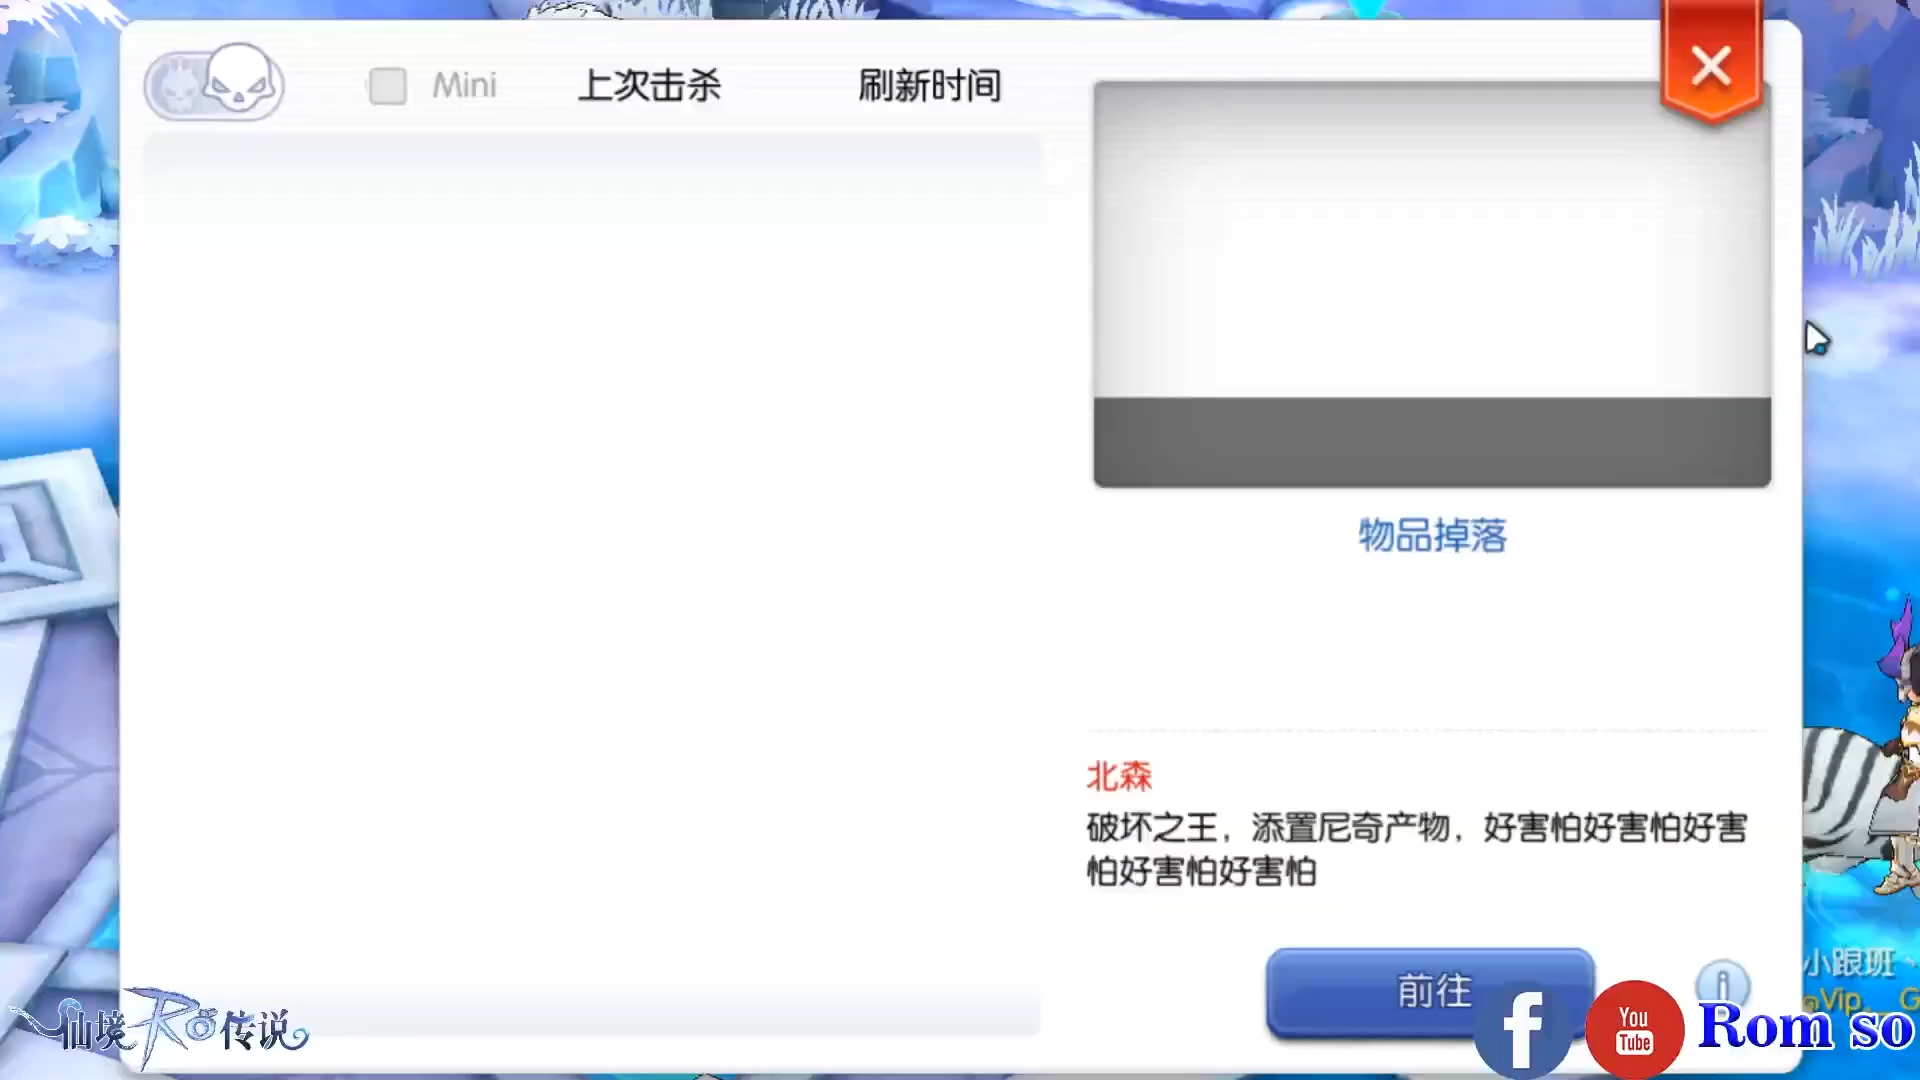 Mini
上次击杀
刷新时间
物品掉落
北森
破坏之王，添置尼奇产物，好害怕好害怕好害
怕好害怕好害怕
前往
小跟班
Vip
仙境RO传说
You
Tube
Rom so